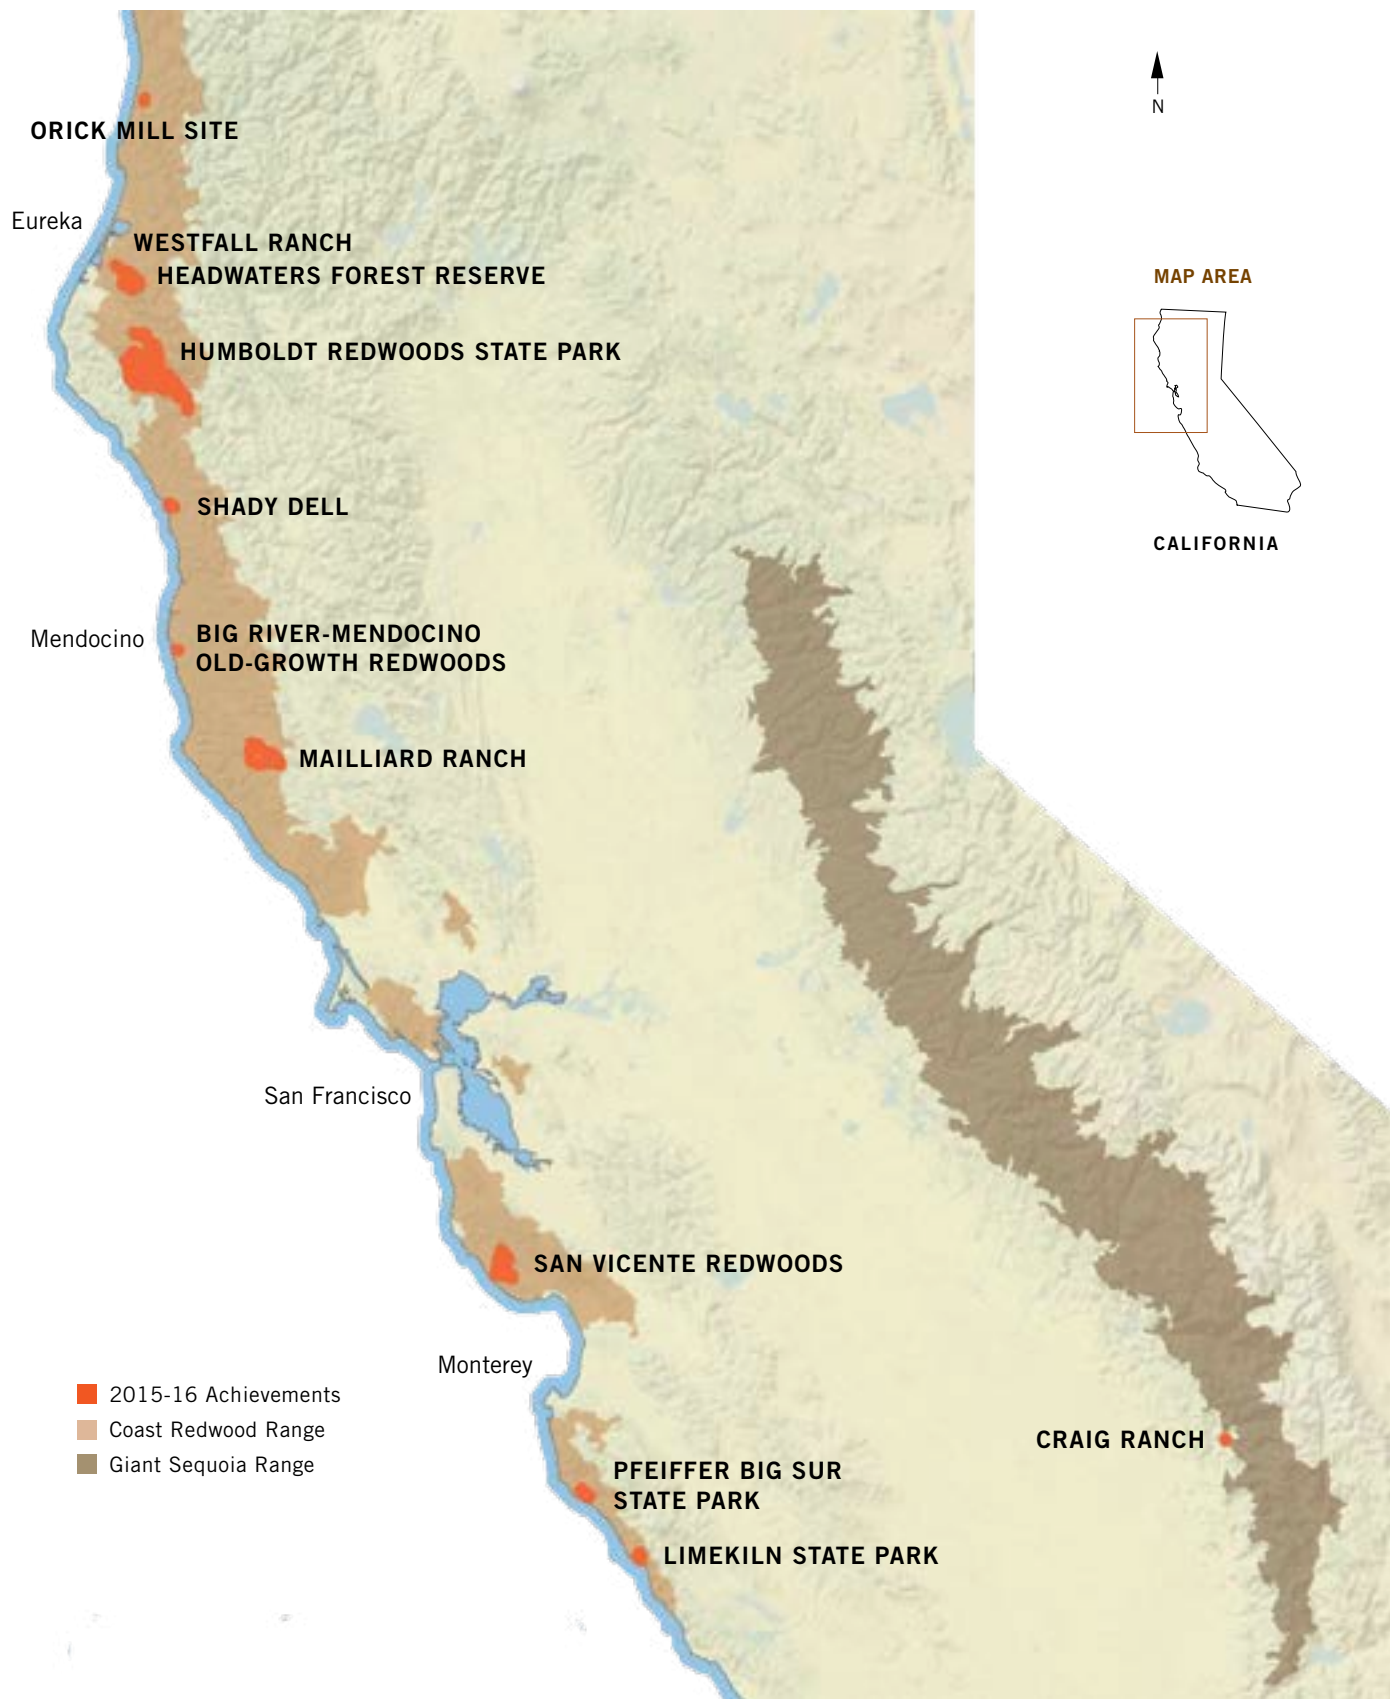 N
ORICK MILL SITE
Eureka
WESTFALL RANCH
HEADWATERS FOREST RESERVE
MAP AREA
HUMBOLDT REDWOODS STATE PARK
SHADY DELL
CALIFORNIA
Mendocino
BIG RIVER-MENDOCINO
OLD-GROWTH REDWOODS
MAILLIARD RANCH
San Francisco
SAN VICENTE REDWOODS
Monterey
2015-16 Achievements
Coast Redwood Range
Giant Sequoia Range
CRAIG RANCH
PFEIFFER BIG SUR
STATE PARK
LIMEKILN STATE PARK